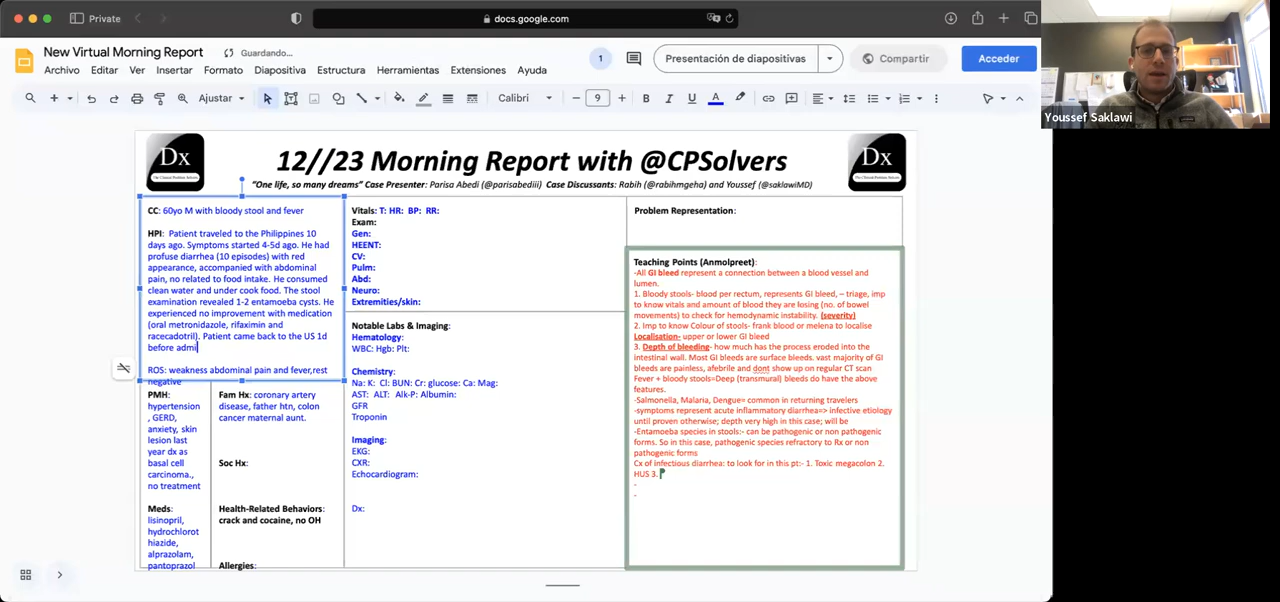 Private
docs.google.com
New Virtual Morning Report
Guardando...
1
Presentación de diapositivas
Compartir
Acceder
Archivo Editar Ver Insertar Formato Diapositiva Estructura Herramientas Extensiones Ayuda
Ajustar
Calibri
9
B I U A
Youssef Saklawi
Dx
12//23 Morning Report with @CPSolvers
Dx
"One life, so many dreams" Case Presenter: Parisa Abedi (@parisabediii) Case Discussants: Rabih (@rabihmgeha) and Youssef (@saklawiMD)
CC: 60yo M with bloody stool and fever
HPI: Patient traveled to the Philippines 10
days ago. Symptoms started 4-5d ago. He had
profuse diarrhea (10 episodes) with red
appearance, accompanied with abdominal
pain, no related to food intake. He consumed
clean water and under cook food. The stool
examination revealed 1-2 entamoeba cysts. He
experienced no improvement with medication
(oral metronidazole, rifaximin and
racecadotril). Patient came back to the US 1d
before admi
ROS: weakness abdominal pain and fever,rest
negative
PMH:
hypertension
, GERD,
anxiety, skin
lesion last
year dx as
basal cell
carcinoma.,
no treatment
Meds:
lisinopril,
hydrochlorot
hiazide,
alprazolam,
pantoprazol
Fam Hx: coronary artery
disease, father htn, colon
cancer maternal aunt.
Soc Hx:
Health-Related Behaviors:
crack and cocaine, no OH
Allergies:
Vitals: T: HR: BP: RR:
Exam:
Gen:
HEENT:
CV:
Pulm:
Abd:
Neuro:
Extremities/skin:
Notable Labs & Imaging:
Hematology:
WBC: Hgb: Plt:
Chemistry:
Na: K: Cl: BUN: Cr: glucose: Ca: Mag:
AST: ALT: Alk-P: Albumin:
GFR
Troponin
Imaging:
EKG:
CXR:
Echocardiogram:
Dx:
Problem Representation:
Teaching Points (Anmolpreet):
-All GI bleed represent a connection between a blood vessel and
lumen.
1. Bloody stools- blood per rectum, represents GI bleed, – triage, imp
to know vitals and amount of blood they are losing (no. of bowel
movements) to check for hemodynamic instability. (severity)
2. Imp to know Colour of stools- frank blood or melena to localise
Localisation- upper or lower GI bleed
3. Depth of bleeding- how much has the process eroded into the
intestinal wall. Most GI bleeds are surface bleeds. vast majority of GI
bleeds are painless, afebrile and dont show up on regular CT scan
Fever + bloody stools=Deep (transmural) bleeds do have the above
features.
-Salmonella, Malaria, Dengue= common in returning travelers
-symptoms represent acute inflammatory diarrhea=> infective etiology
until proven otherwise; depth very high in this case; will be
-Entamoeba species in stools:- can be pathogenic or non pathogenic
forms. So in this case, pathogenic species refractory to Rx or non
pathogenic forms
Cx of infectious diarrhea: to look for in this pt:- 1. Toxic megacolon 2.
HUS 3.
-
-